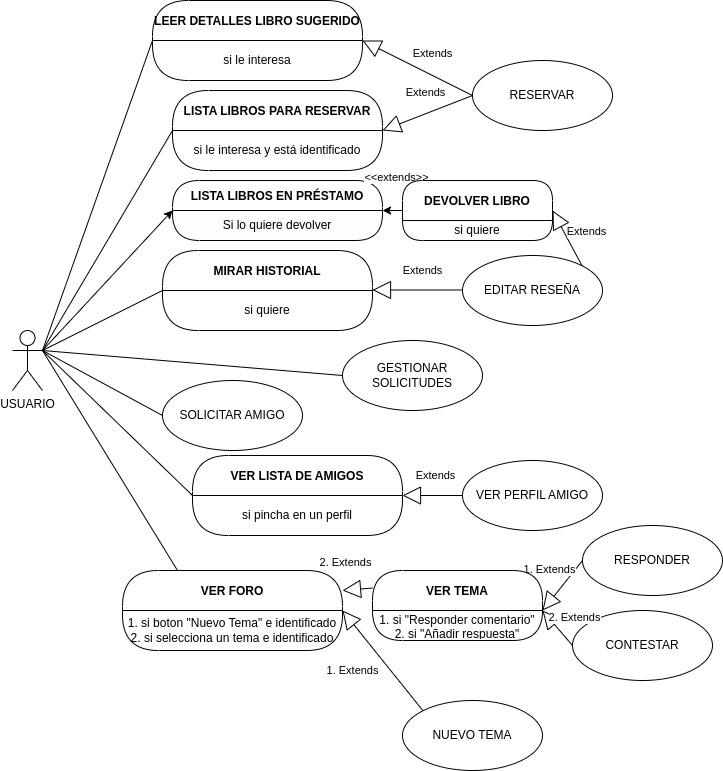 LEER DETALLES LIBRO SUGERIDO
si le interesa
Extends
RESERVAR
Extends
LISTA LIBROS PARA RESERVAR
si le interesa y está identificado
<<extends>>
LISTA LIBROS EN PRÉSTAMO
Si lo quiere devolver
DEVOLVER LIBRO
si quiere
Extends
MIRAR HISTORIAL
si quiere
Extends
EDITAR RESEÑA
USUARIO
GESTIONAR
SOLICITUDES
SOLICITAR AMIGO
VER LISTA DE AMIGOS
si pincha en un perfil
Extends
VER PERFIL AMIGO
VER FORO
1. si boton "Nuevo Tema" e identificado
2. si selecciona un tema e identificado
2. Extends
VER TEMA
1. si "Responder comentario"
2. si "Añadir respuesta"
1. Extends
RESPONDER
2. Extends
CONTESTAR
1. Extends
NUEVO TEMA